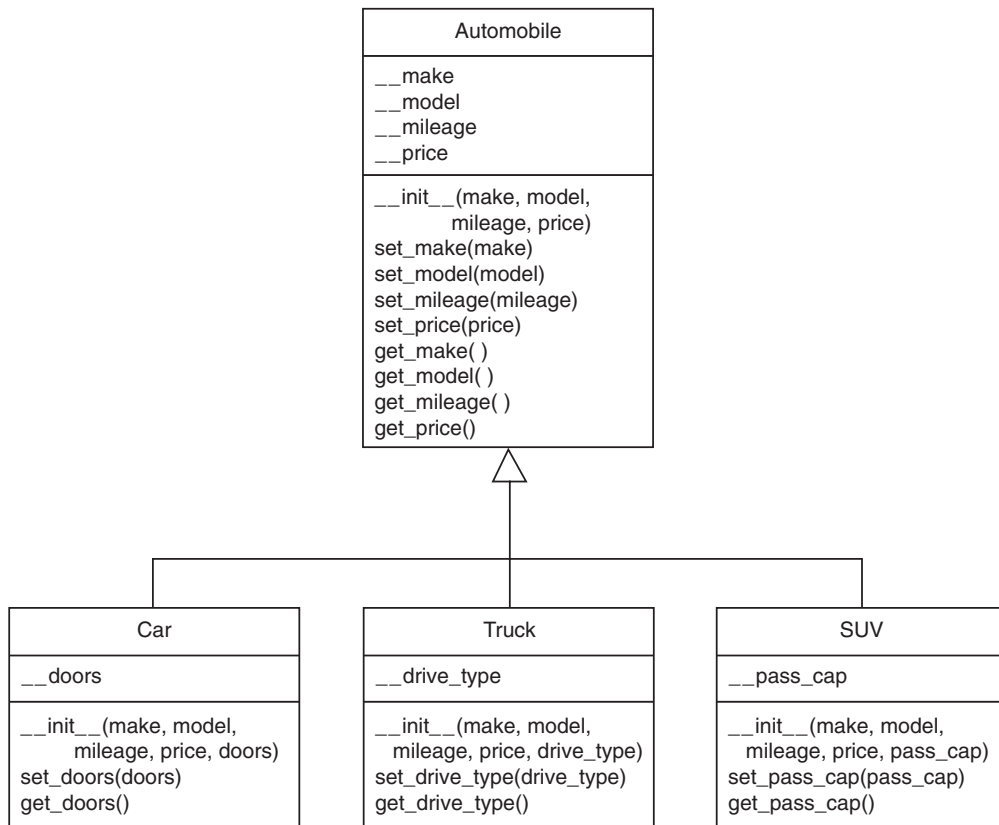 Automobile
__make
__model
__mileage
__price
__init__(make, model,
mileage, price)
set_make(make)
set_model(model)
set_mileage(mileage)
set_price(price)
get_make( )
get_model( )
get_mileage( )
get_price()
Car
__doors
__init__(make, model,
mileage, price, doors)
set_doors(doors)
get_doors()
Truck
__drive_type
__init__(make, model,
mileage, price, drive_type)
set_drive_type(drive_type)
get_drive_type()
SUV
__pass_cap
__init__(make, model,
mileage, price, pass_cap)
set_pass_cap(pass_cap)
get_pass_cap()